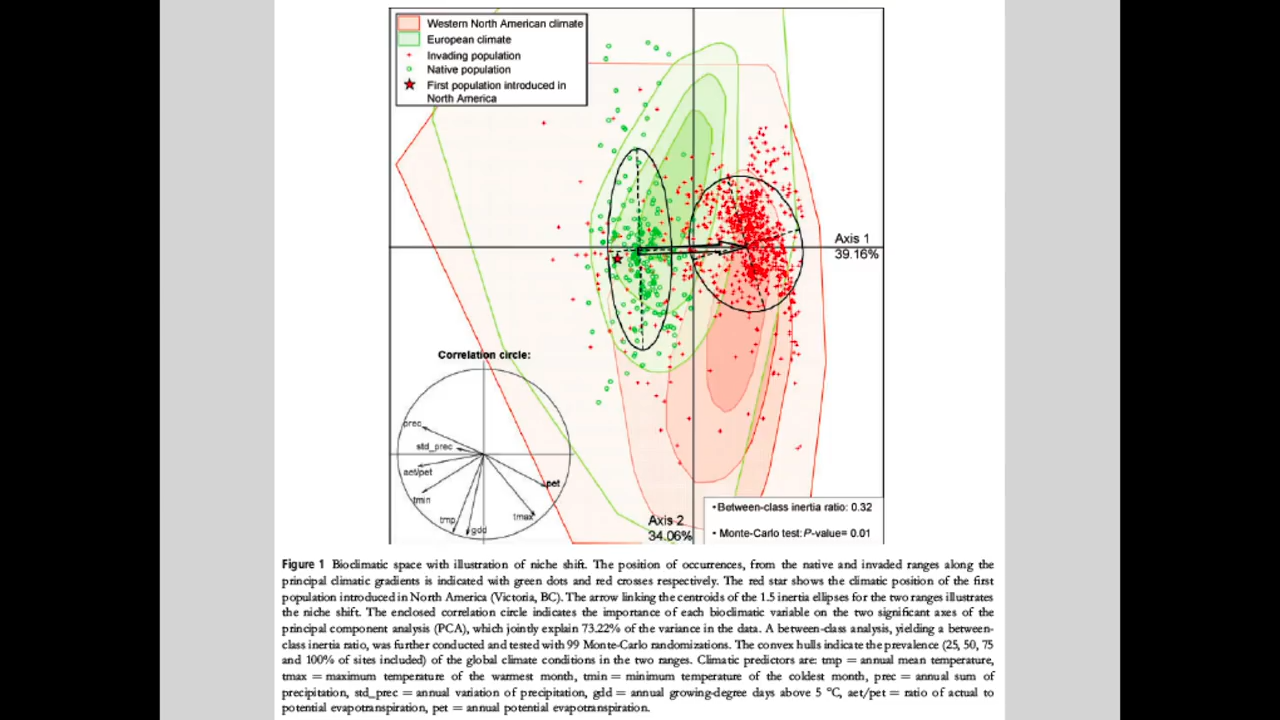 Western North American climate
European climate
Invading population
Native population
First population introduced in
North America
Axis 1
39.16%
Correlation circle:
prec
std_prec
aet/pet
tmin
tmp
gdd
tmax
pet
Axis 2
34.06%
• Between-class inertia ratio: 0.32
• Monte-Carlo test: P-value= 0.01
Figure 1 Bioclimatic space with illustration of niche shift. The position of occurrences, from the native and invaded ranges along the
principal climatic gradients is indicated with green dots and red crosses respectively. The red star shows the climatic position of the first
population introduced in North America (Victoria, BC). The arrow linking the centroids of the 1.5 inertia ellipses for the two ranges illustrates
the niche shift. The enclosed correlation circle indicates the importance of each bioclimatic variable on the two significant axes of the
principal component analysis (PCA), which jointly explain 73.22% of the variance in the data. A between-class analysis, yielding a between-
class inertia ratio, was further conducted and tested with 99 Monte-Carlo randomizations. The convex hulls indicate the prevalence (25, 50, 75
and 100% of sites included) of the global climate conditions in the two ranges. Climatic predictors are: tmp = annual mean temperature,
tmax = maximum temperature of the warmest month, tmin = minimum temperature of the coldest month, prec = annual sum of
precipitation, std_prec = annual variation of precipitation, gdd = annual growing-degree days above 5 °C, aet/pet = ratio of actual to
potential evapotranspiration, pet = annual potential evapotranspiration.